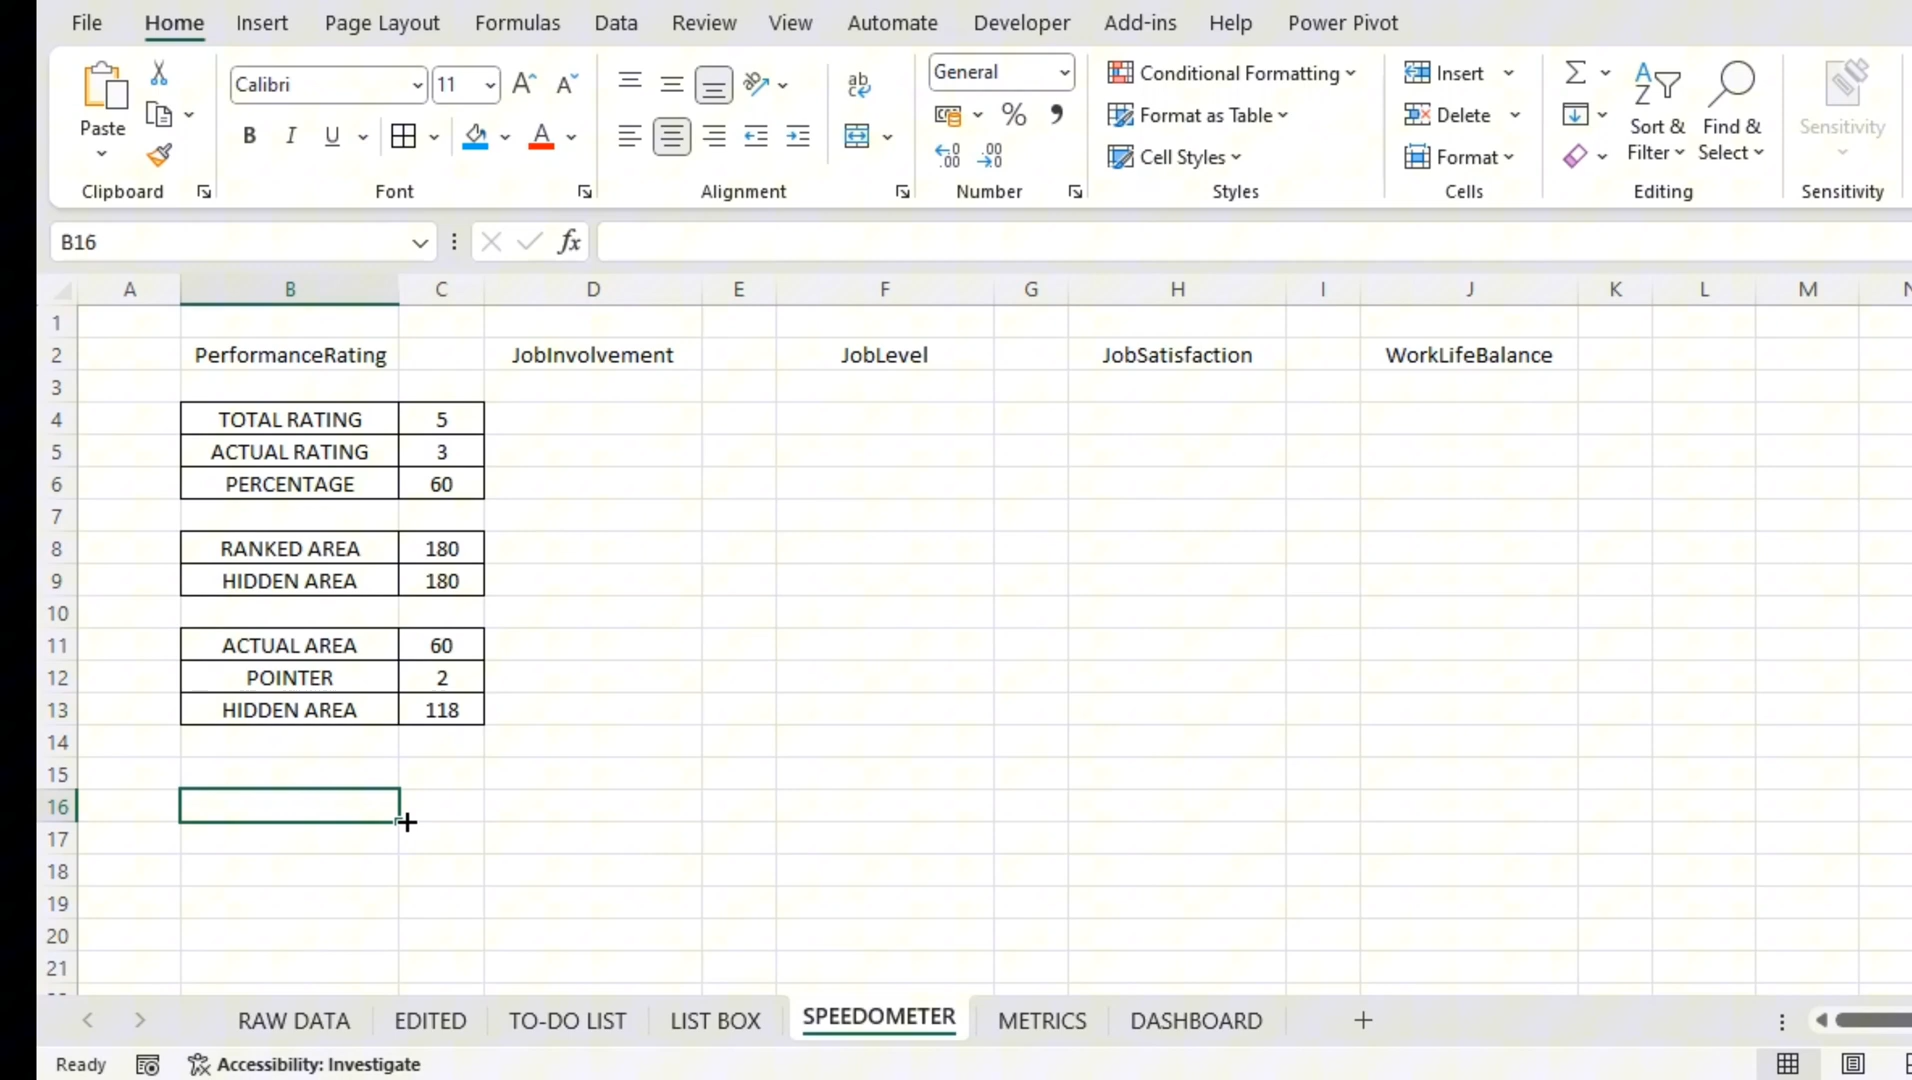 File Home Insert Page Layout Formulas Data Review View Automate Developer Add-ins Help Power Pivot
Paste
Clipboard
Calibri 11 A^ Aˇ
B I U A
Font
ab
c
Alignment
General
% ,
.00 .00
Number
Conditional Formatting
Format as Table
Cell Styles
Styles
Insert
Delete
Format
Cells
Σ
Sort & Filter
Find & Select
Editing
Sensitivity
Sensitivity
B16 fx
A B C D E F G H I J K L M N
1
2 PerformanceRating JobInvolvement JobLevel JobSatisfaction WorkLifeBalance
3
4 TOTAL RATING 5
5 ACTUAL RATING 3
6 PERCENTAGE 60
7
8 RANKED AREA 180
9 HIDDEN AREA 180
10
11 ACTUAL AREA 60
12 POINTER 2
13 HIDDEN AREA 118
14
15
16
17
18
19
20
21
RAW DATA EDITED TO-DO LIST LIST BOX SPEEDOMETER METRICS DASHBOARD +
Ready Accessibility: Investigate